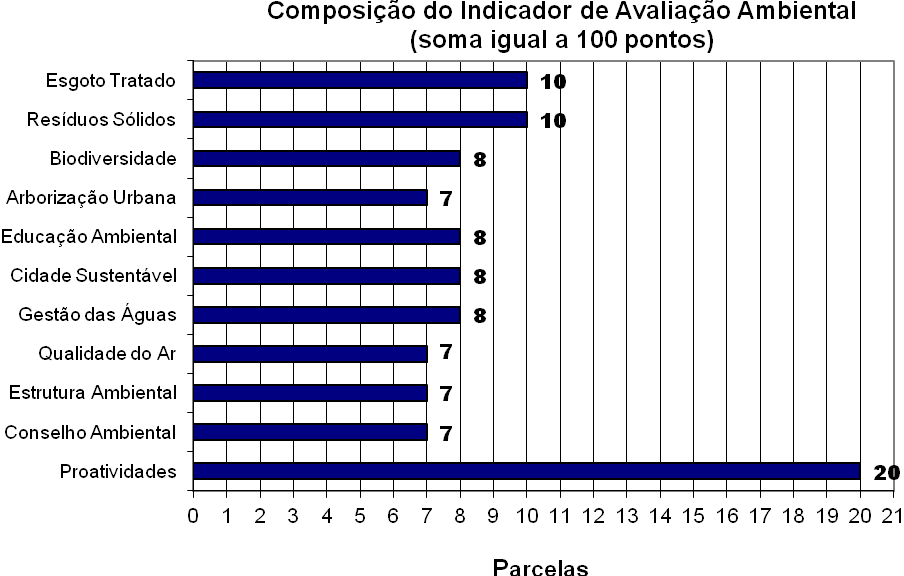 Composição do Indicador de Avaliação Ambiental
(soma igual a 100 pontos)
Esgoto Tratado 10
Resíduos Sólidos 10
Biodiversidade 8
Arborização Urbana 7
Educação Ambiental 8
Cidade Sustentável 8
Gestão das Águas 8
Qualidade do Ar 7
Estrutura Ambiental 7
Conselho Ambiental 7
Proatividades 20
0 1 2 3 4 5 6 7 8 9 10 11 12 13 14 15 16 17 18 19 20 21
Parcelas